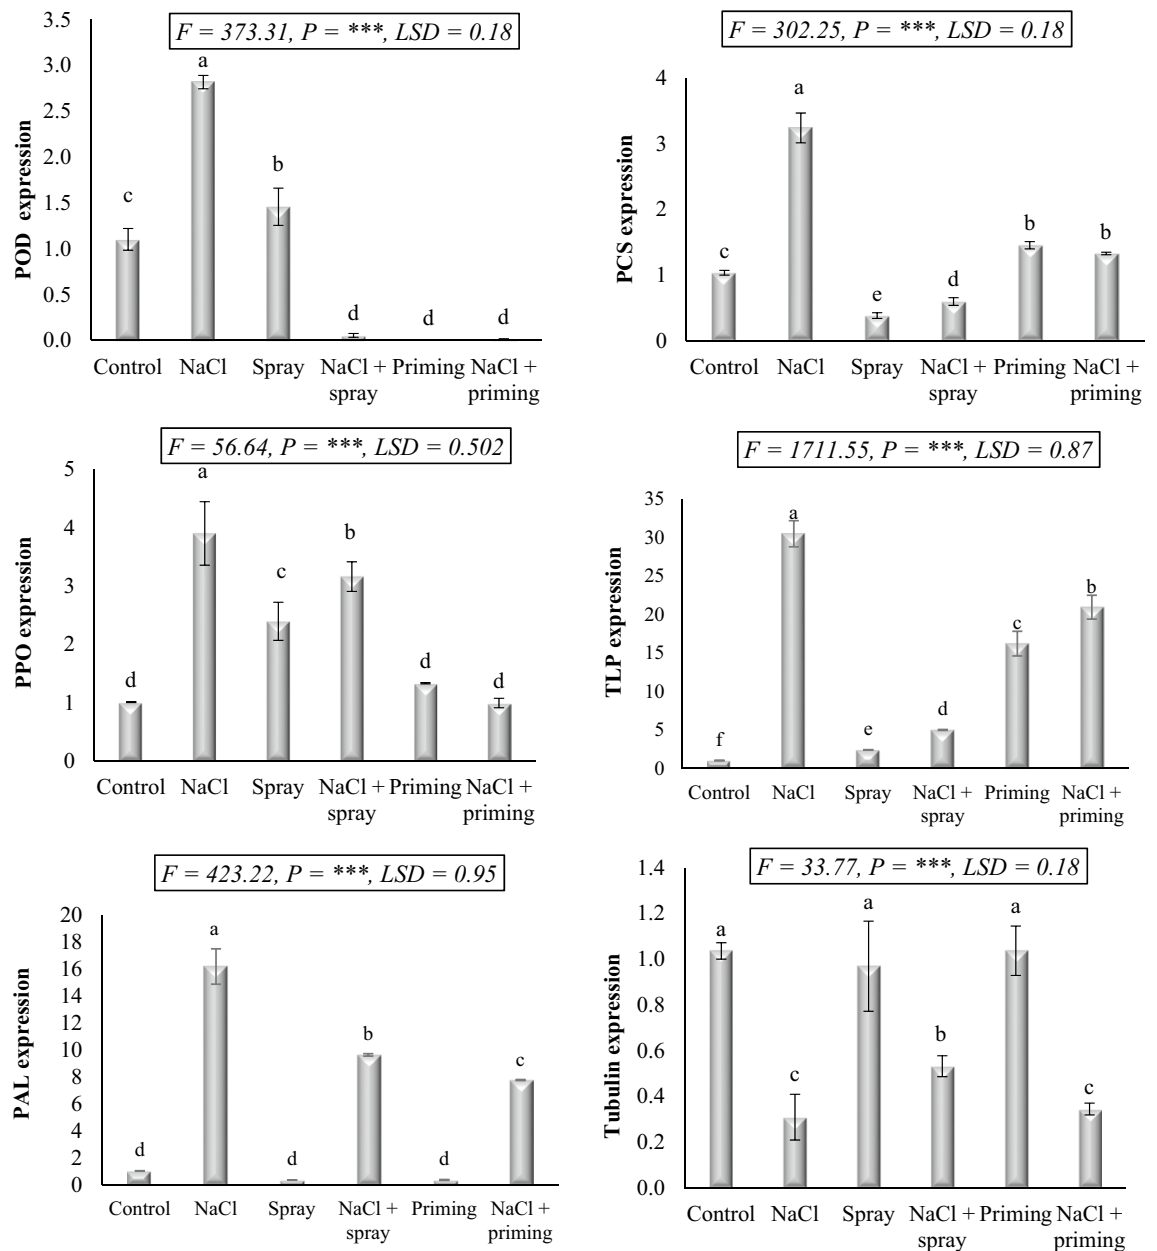 F = 373.31, P = ***, LSD = 0.18
POD expression
3.5
3.0
2.5
2.0
1.5
1.0
0.5
0.0
c
a
b
d
d
d
Control NaCl Spray NaCl + Priming NaCl +
spray priming
F = 302.25, P = ***, LSD = 0.18
PCS expression
4
3
2
1
0
c
a
e
d
b
b
Control NaCl Spray NaCl + Priming NaCl +
spray priming
F = 56.64, P = ***, LSD = 0.502
PPO expression
5
4
3
2
1
0
d
a
c
b
d
d
Control NaCl Spray NaCl + Priming NaCl +
spray priming
F = 1711.55, P = ***, LSD = 0.87
TLP expression
35
30
25
20
15
10
5
0
f
a
e
d
c
b
Control NaCl Spray NaCl + Priming NaCl +
spray priming
F = 423.22, P = ***, LSD = 0.95
PAL expression
20
18
16
14
12
10
8
6
4
2
0
d
a
d
b
d
c
Control NaCl Spray NaCl + Priming NaCl +
spray priming
F = 33.77, P = ***, LSD = 0.18
Tubulin expression
1.4
1.2
1.0
0.8
0.6
0.4
0.2
0.0
a
c
a
b
a
c
Control NaCl Spray NaCl + Priming NaCl +
spray priming